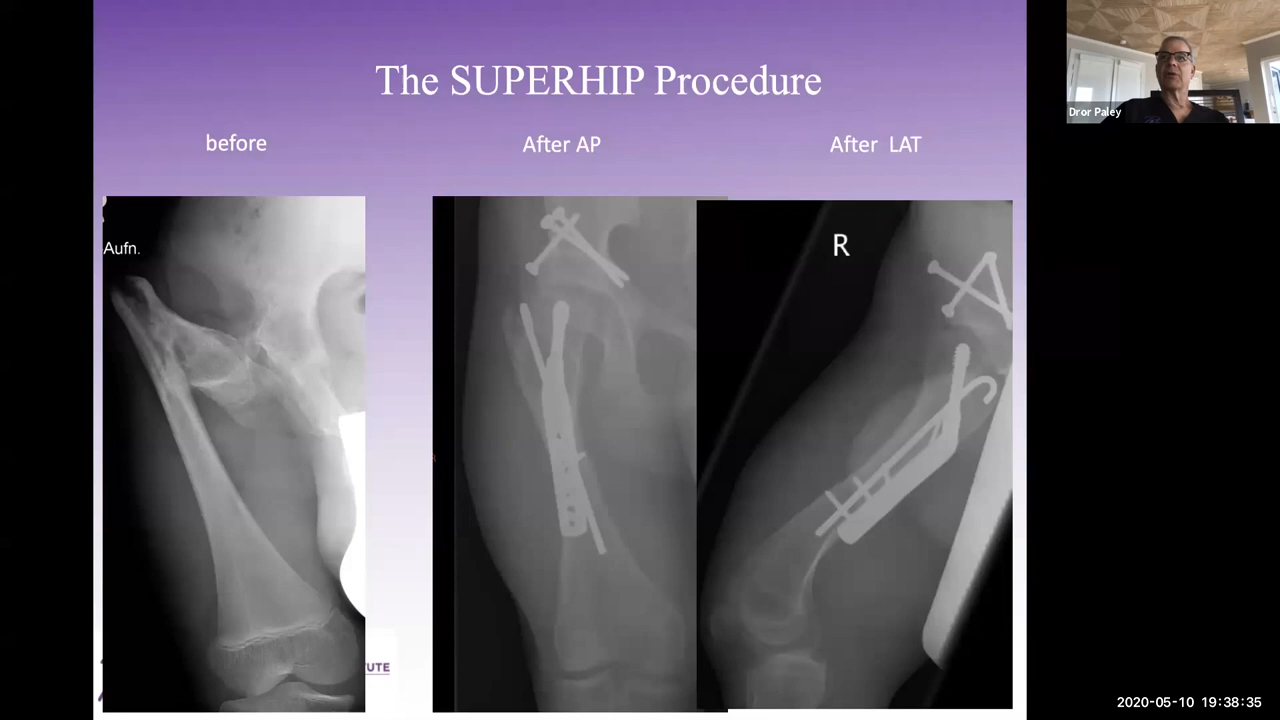 The SUPERHIP Procedure
before
After AP
After LAT
Aufn.
R
R
UTE
Dror Paley
2020-05-10 19:38:35